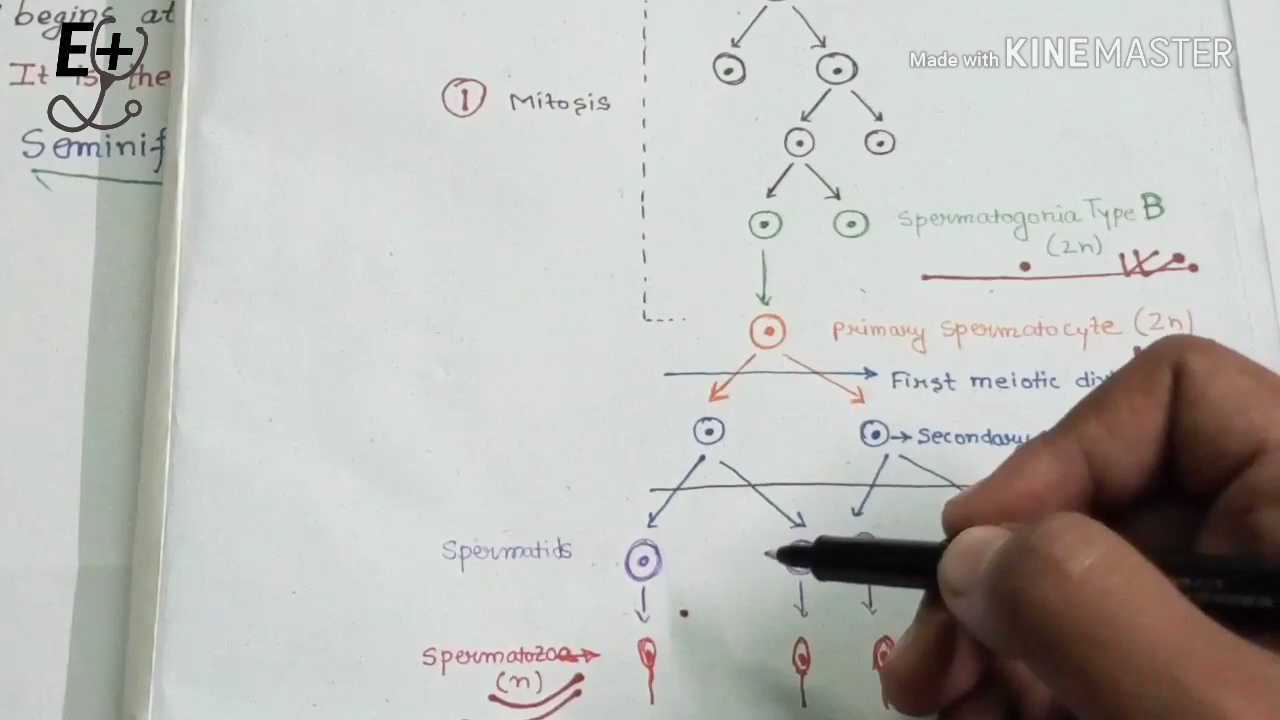 begins at
E+
It is the
Seminif
Made with KINEMASTER
1 Mitosis
Spermatogonia Type B
(2n)
Primary Spermatocyte (2n)
First meiotic
Secondary
Spermatids
Spermatozoa
(n)